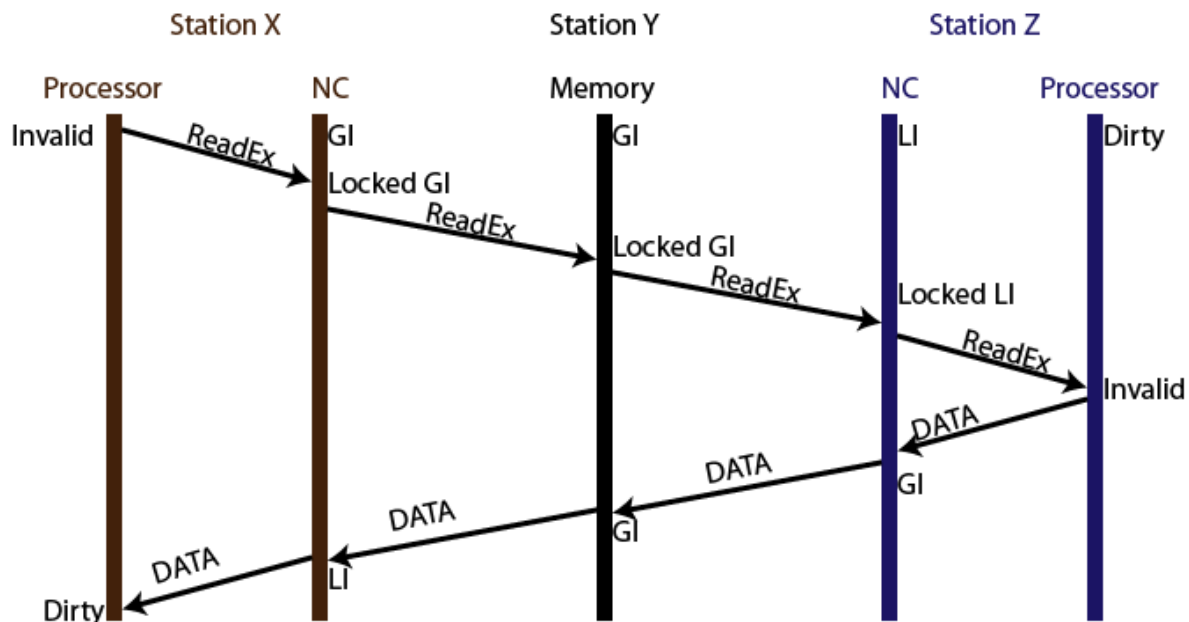 Station X Station Y Station Z
Processor NC Memory NC Processor
Invalid ReadEx GI GI LI Dirty
Locked GI
ReadEx
Locked GI
ReadEx
Locked LI
ReadEx
Invalid
DATA
DATA
GI
DATA
GI
DATA
LI
Dirty